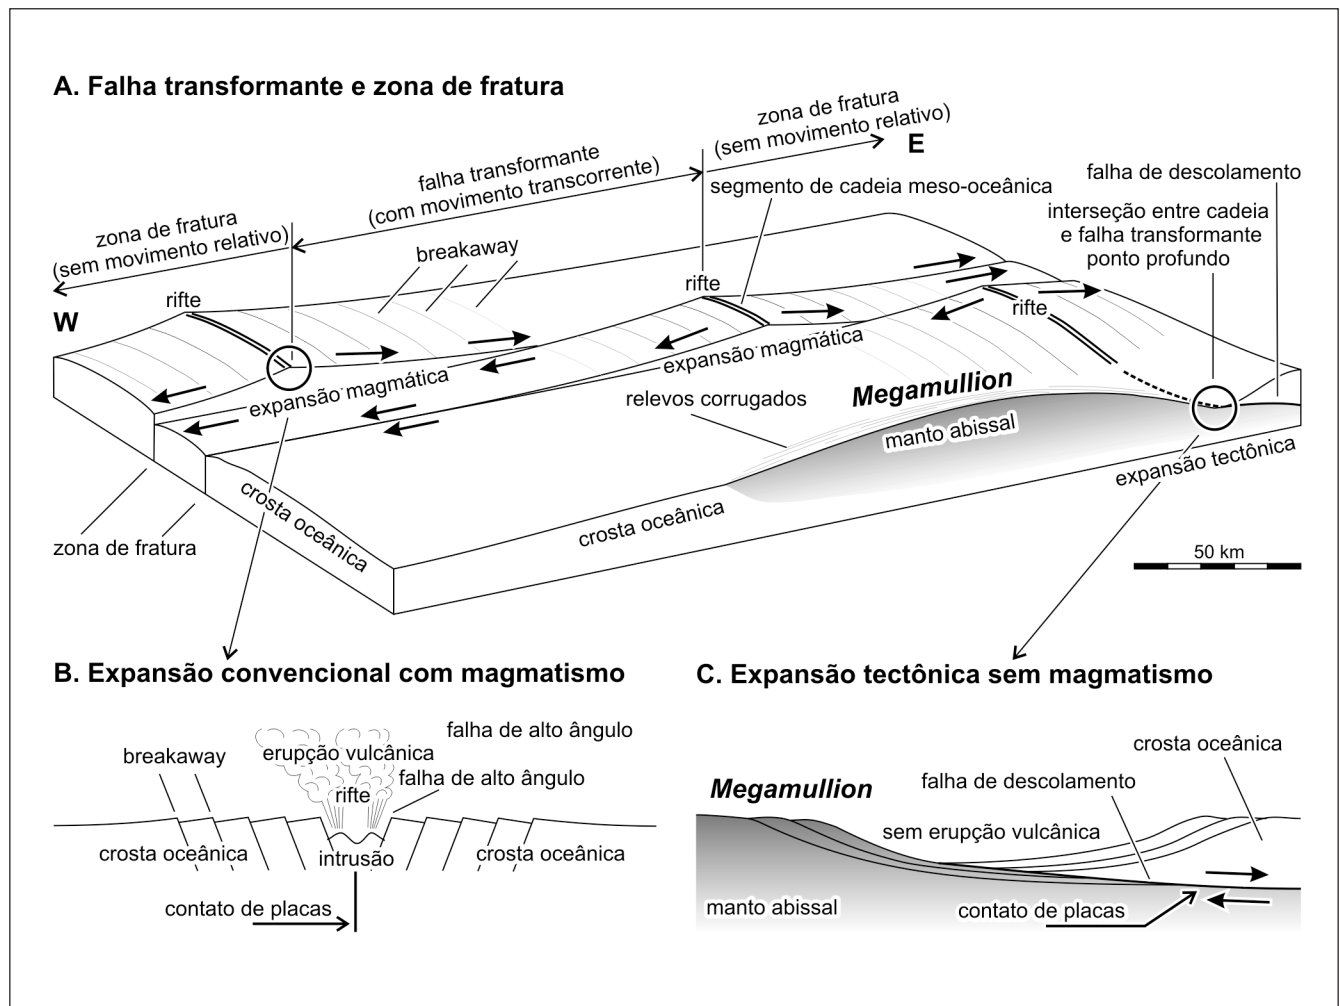 A. Falha transformante e zona de fratura
zona de fratura
(sem movimento relativo)
E
falha transformante
(com movimento transcorrente)
segmento de cadeia meso-oceânica
falha de descolamento
interseção entre cadeia
e falha transformante
ponto profundo
zona de fratura
(sem movimento relativo)
breakaway
rifte
rifte
rifte
W
expansão magmática
expansão magmática
Megamullion
relevos corrugados
manto abissal
expansão tectônica
crosta oceânica
crosta oceânica
zona de fratura
50 km
B. Expansão convencional com magmatismo
falha de alto ângulo
breakaway
erupção vulcânica
falha de alto ângulo
rifte
crosta oceânica
intrusão
crosta oceânica
contato de placas
C. Expansão tectônica sem magmatismo
crosta oceânica
Megamullion
falha de descolamento
sem erupção vulcânica
manto abissal
contato de placas